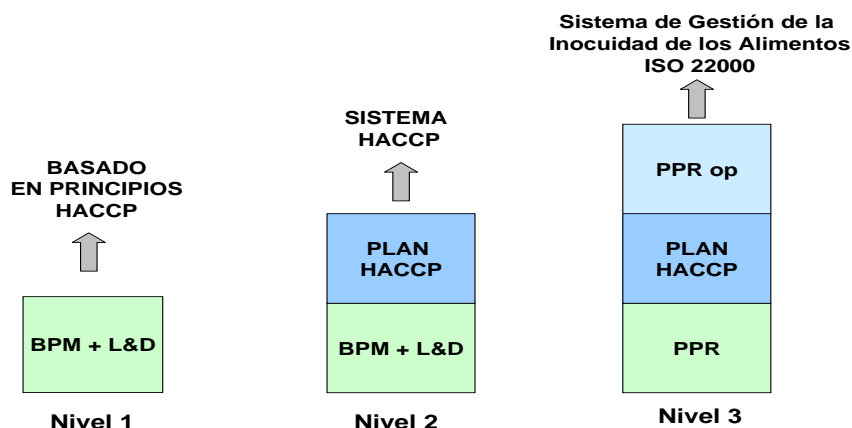 BASADO
EN PRINCIPIOS
HACCP
BPM + L&D
Nivel 1
SISTEMA
HACCP
PLAN
HACCP
BPM + L&D
Nivel 2
Sistema de Gestión de la
Inocuidad de los Alimentos
ISO 22000
PPR op
PLAN
HACCP
PPR
Nivel 3